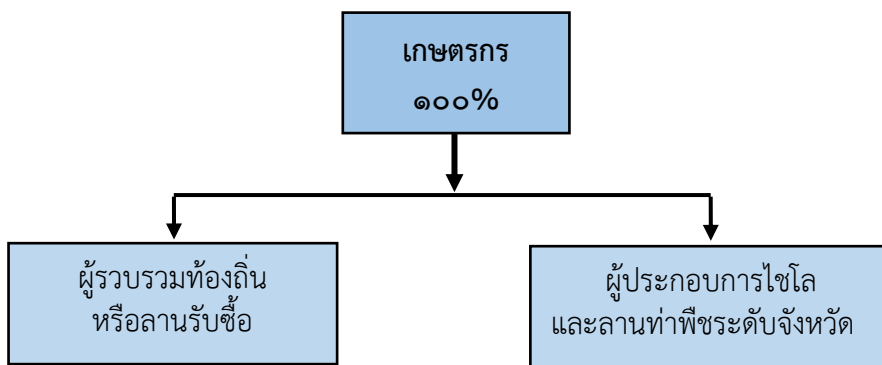 เกษตรกร
๑๐๐%
ผู้รวบรวมท้องถิ่น
หรือลานรับซื้อ
ผู้ประกอบการไซโล
และลานท่าพืชระดับจังหวัด